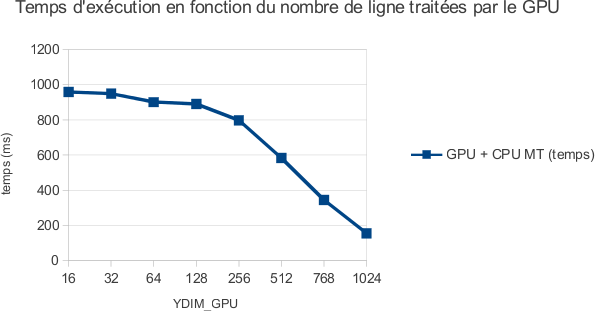 Temps d'exécution en fonction du nombre de ligne traitées par le GPU
1200
1000
800
600
400
200
0
temps (ms)
16 32 64 128 256 512 768 1024
YDIM_GPU
GPU + CPU MT (temps)